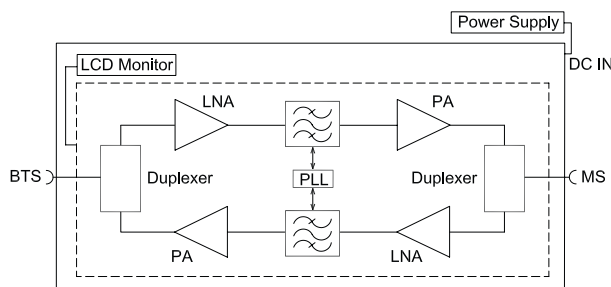 Power Supply
LCD Monitor
DC IN
LNA
PA
BTS
Duplexer
PLL
Duplexer
MS
PA
LNA